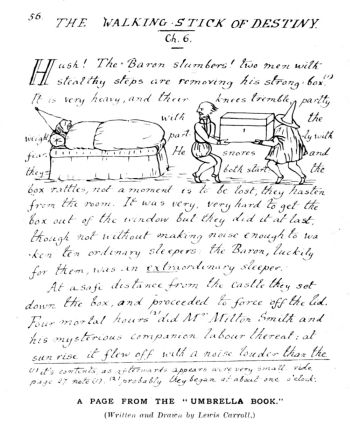 56.
THE WALKING-STICK OF DESTINY.
Ch. 6.
Hush! The Baron slumbers! two men with
stealthy steps are removing his strong-box(1)
It is very heavy, and their knees tremble, partly
with the
weight part- ly with
fear, He snores and
they both start the
box rattles, not a moment is to be lost, they hasten
from the room. It was very, very hard to get the
box out of the window but they did it at last,
though not without making noise enough to wa-
-ken ten ordinary sleepers: the Baron, luckily
for them, was an extraordinary sleeper.
At a safe distance from the castle they set
down the box, and proceeded to force off the lid.
Four mortal hours(2) did Mr Milton Smith and
his mysterious companion labour thereat: at
sunrise it flew off with a noise louder than the
(1) it's contents as afterwards appears were very small. vide
page 27 note (1). (2) probably they began at about one o'clock.
A PAGE FROM THE "UMBRELLA BOOK."
(Written and Drawn by Lewis Carroll.)